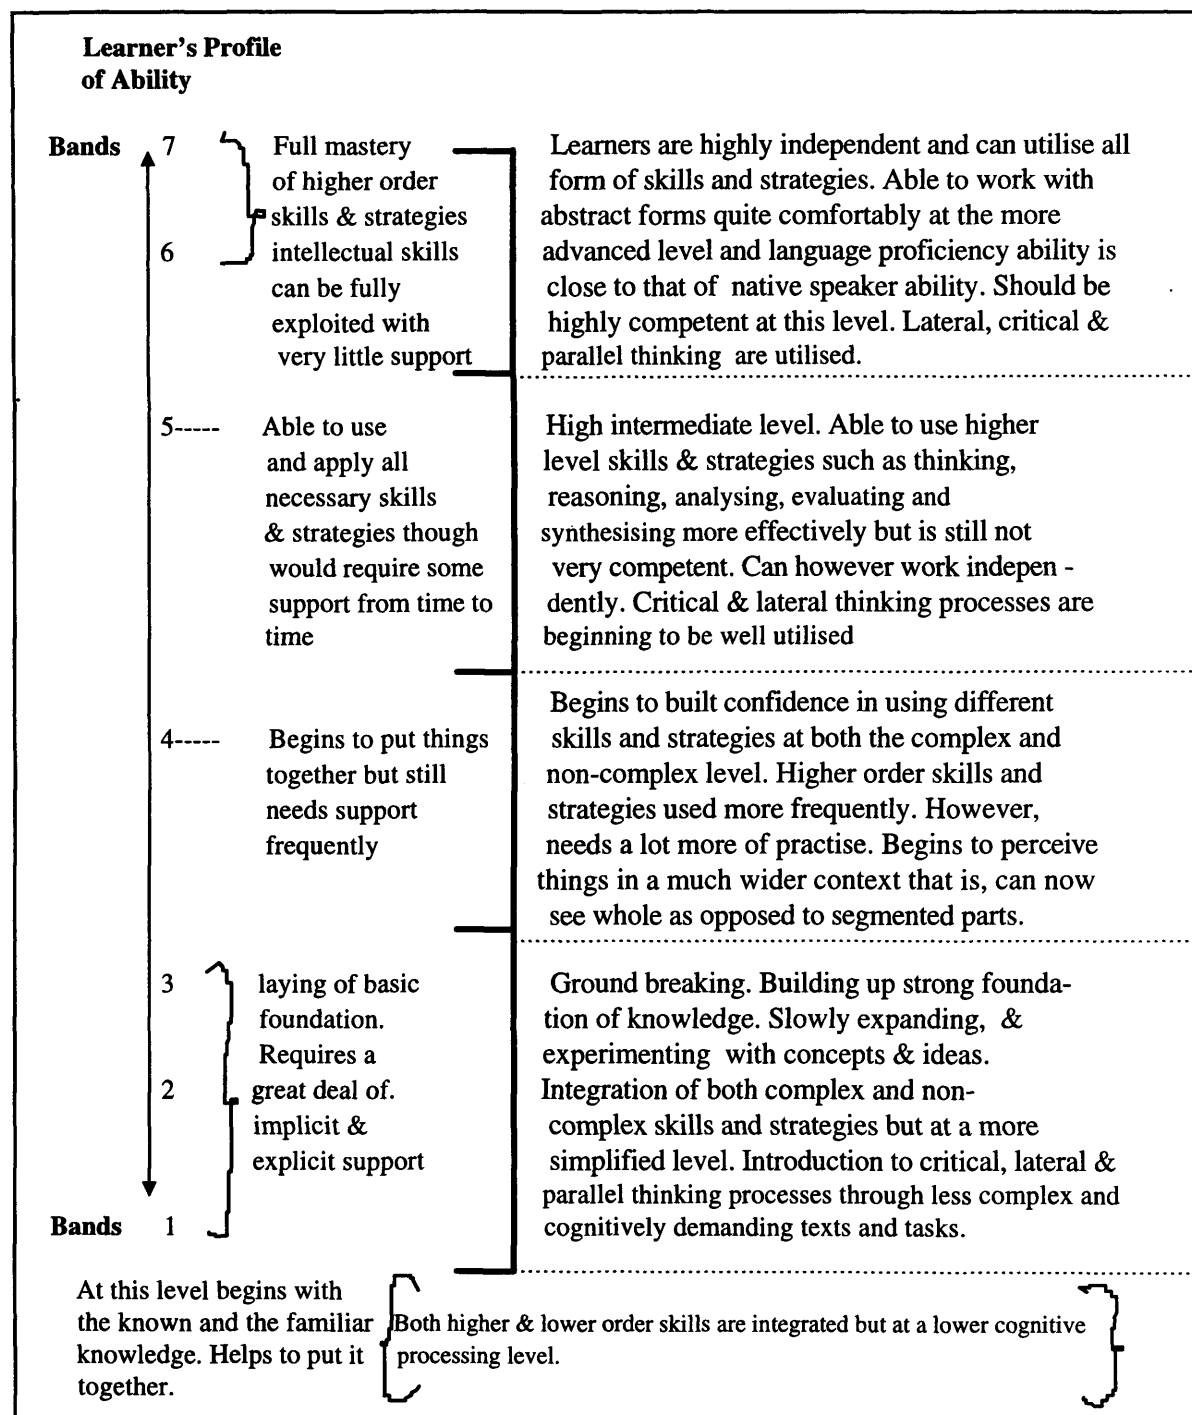 Learner's Profile
of Ability
Bands 7
6
Full mastery
of higher order
skills & strategies
intellectual skills
can be fully
exploited with
very little support
Learners are highly independent and can utilise all
form of skills and strategies. Able to work with
abstract forms quite comfortably at the more
advanced level and language proficiency ability is
close to that of native speaker ability. Should be
highly competent at this level. Lateral, critical &
parallel thinking are utilised.
5-----
Able to use
and apply all
necessary skills
& strategies though
would require some
support from time to
time
High intermediate level. Able to use higher
level skills & strategies such as thinking,
reasoning, analysing, evaluating and
synthesising more effectively but is still not
very competent. Can however work indepen -
dently. Critical & lateral thinking processes are
beginning to be well utilised
4-----
Begins to put things
together but still
needs support
frequently
Begins to built confidence in using different
skills and strategies at both the complex and
non-complex level. Higher order skills and
strategies used more frequently. However,
needs a lot more of practise. Begins to perceive
things in a much wider context that is, can now
see whole as opposed to segmented parts.
3
2
Bands 1
laying of basic
foundation.
Requires a
great deal of.
implicit &
explicit support
Ground breaking. Building up strong founda-
tion of knowledge. Slowly expanding, &
experimenting with concepts & ideas.
Integration of both complex and non-
complex skills and strategies but at a more
simplified level. Introduction to critical, lateral &
parallel thinking processes through less complex and
cognitively demanding texts and tasks.
At this level begins with
the known and the familiar
knowledge. Helps to put it
together.
Both higher & lower order skills are integrated but at a lower cognitive
processing level.